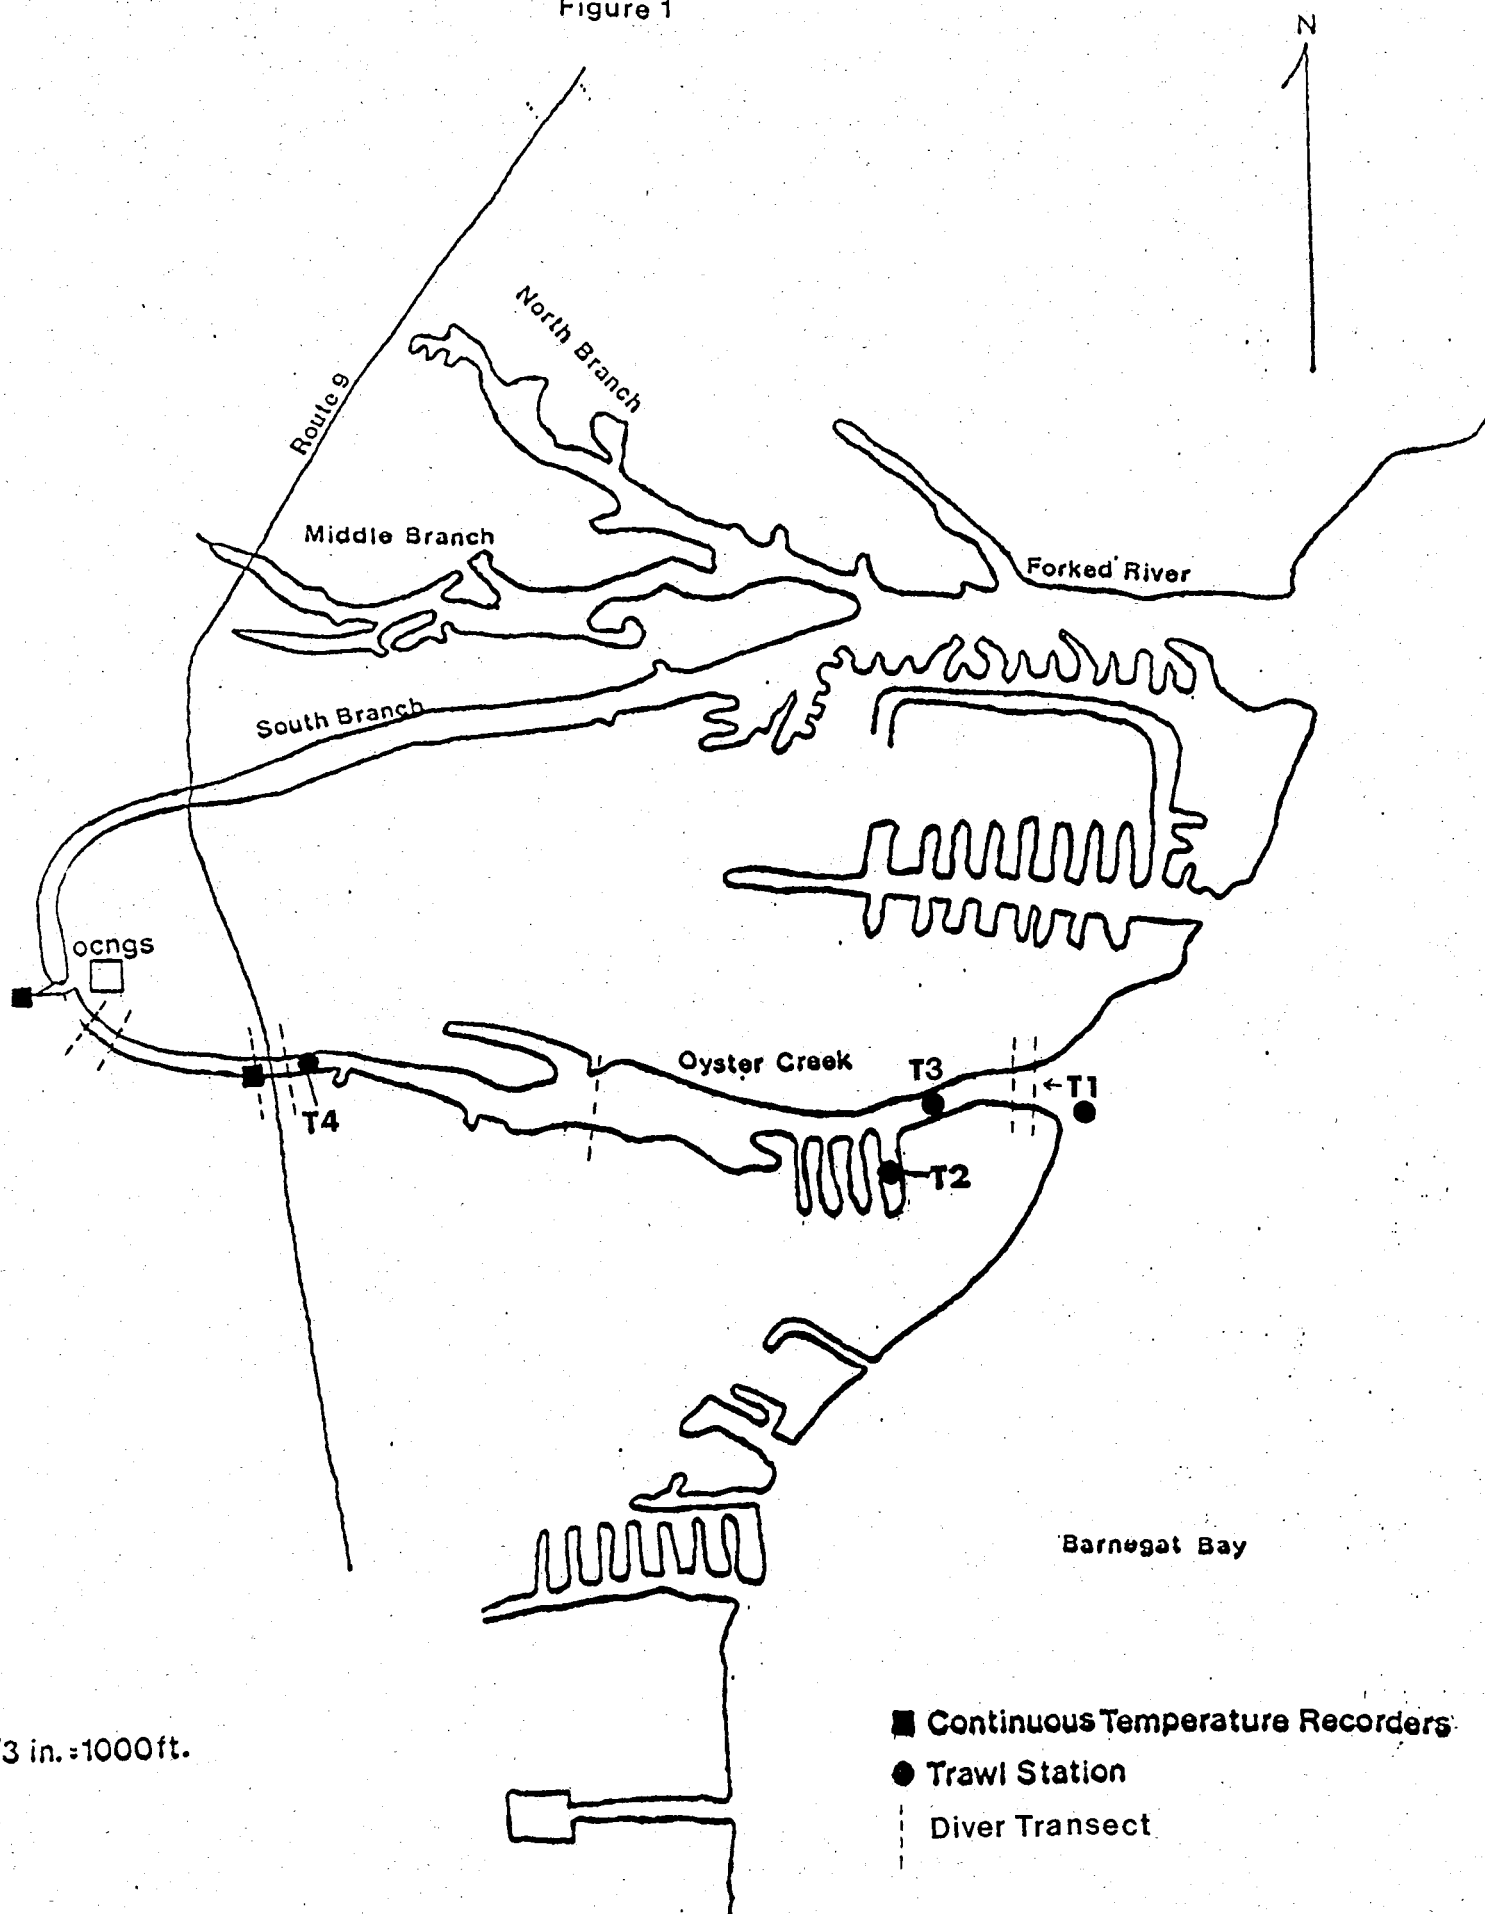 Figure 1
N
North Branch
Route 9
Middle Branch
Forked River
South Branch
ocngs
Oyster Creek
T3
←T1
T4
T2
Barnegat Bay
3 in.=1000ft.
Continuous Temperature Recorders
Trawl Station
Diver Transect